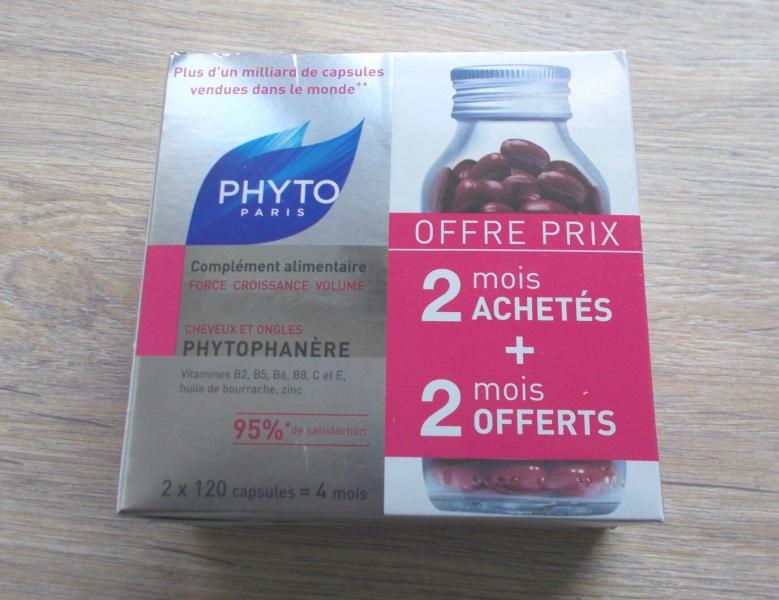 Plus d'un milliard de capsules
vendues dans le monde**
PHYTO
PARIS
Complément alimentaire
FORCE CROISSANCE VOLUME
CHEVEUX ET ONGLES
PHYTOPHANÈRE
Vitamines B2, B5, B6, B8, C et E,
huile de bourrache, zinc
95%* de satisfaction
2 x 120 capsules = 4 mois
OFFRE PRIX
2 mois
ACHETÉS
+
2 mois
OFFERTS